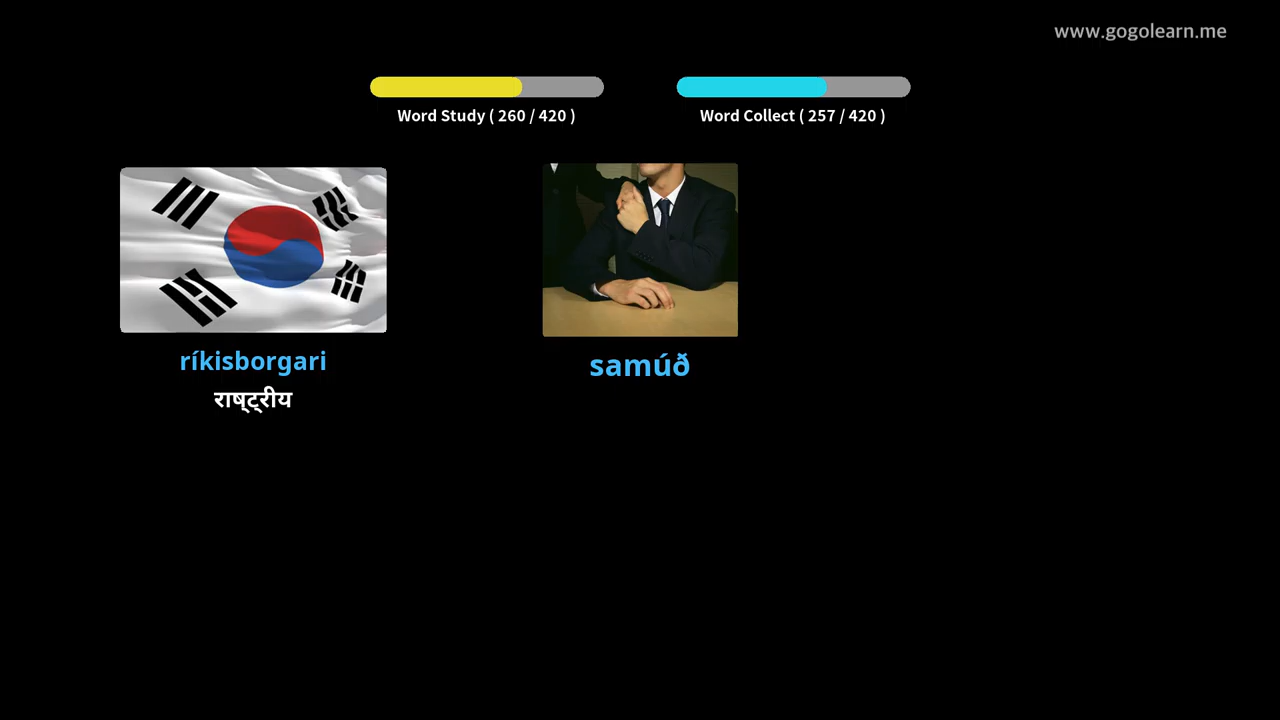 www.gogolearn.me
Word Study ( 260 / 420 )
Word Collect ( 257 / 420 )
ríkisborgari
राष्ट्रीय
samúð